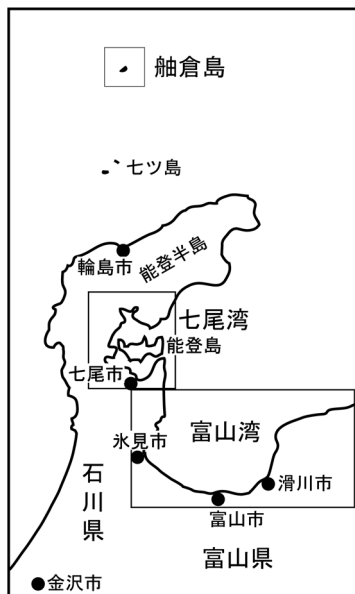 舳倉島
七ツ島
能登半島
輪島市
七尾湾
能登島
七尾市
富山湾
氷見市
滑川市
石川県
富山市
富山県
金沢市